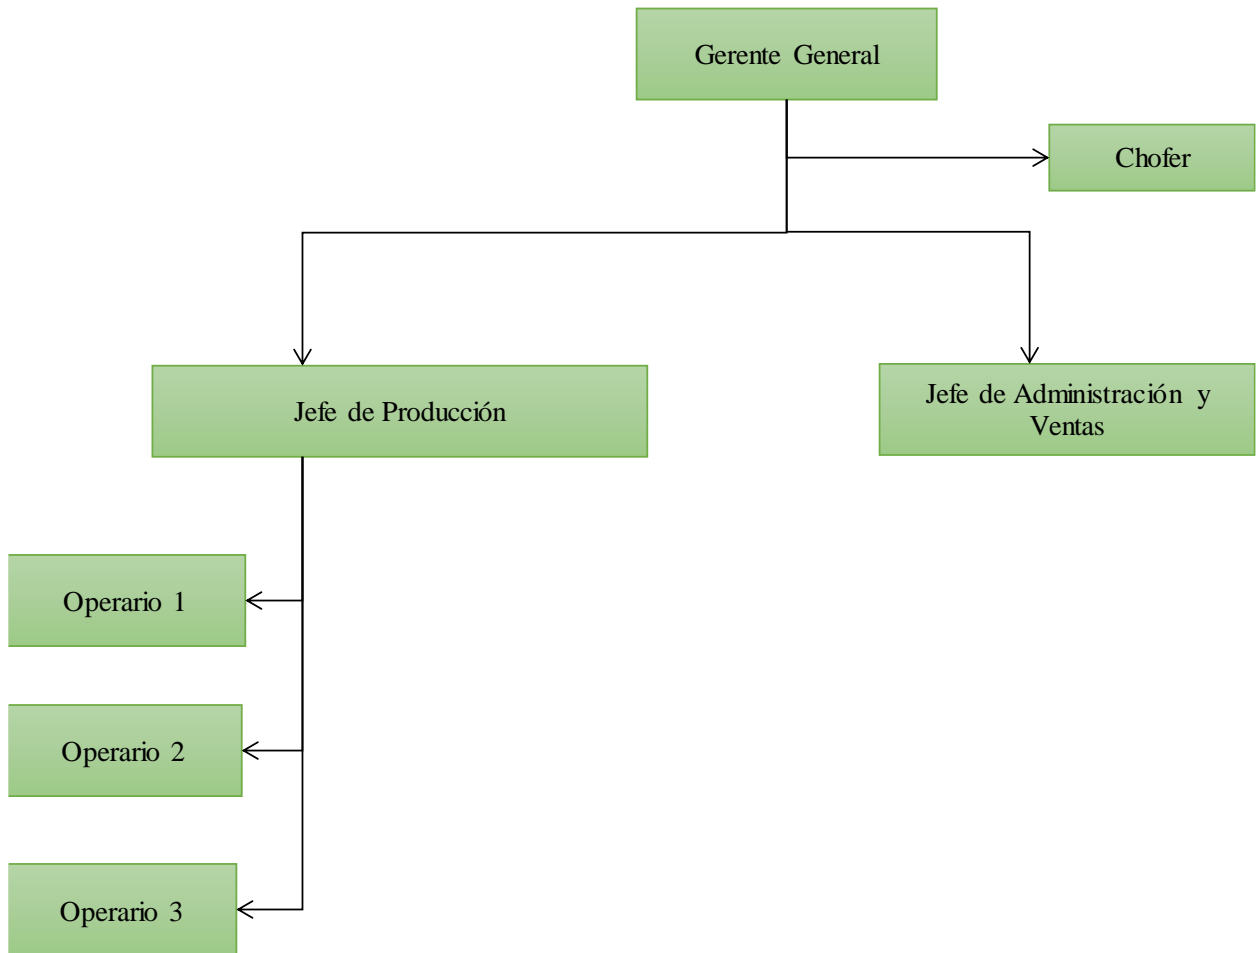 Gerente General
Chofer
Jefe de Producción
Jefe de Administración y
Ventas
Operario 1
Operario 2
Operario 3